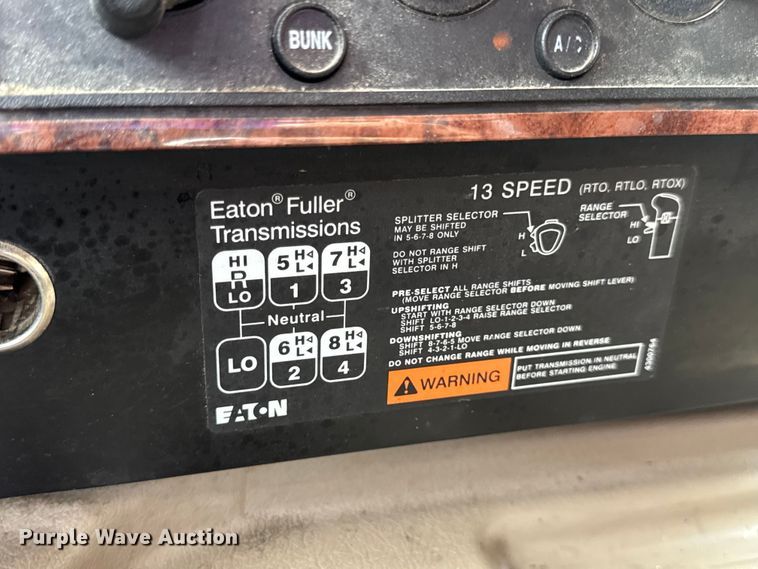 BUNK
A/C
Eaton® Fuller®
Transmissions
HI
R
LO
5 H
L
1
7 H
L
3
Neutral
LO
6 H
L
2
8 H
L
4
EATON
13 SPEED (RTO, RTLO, RTOX)
SPLITTER SELECTOR
MAY BE SHIFTED
IN 5-6-7-8 ONLY
DO NOT RANGE SHIFT
WITH SPLITTER
SELECTOR IN H
H
L
RANGE
SELECTOR
HI
LO
PRE-SELECT ALL RANGE SHIFTS
(MOVE RANGE SELECTOR BEFORE MOVING SHIFT LEVER)
UPSHIFTING
START WITH RANGE SELECTOR DOWN
SHIFT LO-1-2-3-4 RAISE RANGE SELECTOR
SHIFT 5-6-7-8
DOWNSHIFTING
SHIFT 8-7-6-5 MOVE RANGE SELECTOR DOWN
SHIFT 4-3-2-1-LO
DO NOT CHANGE RANGE WHILE MOVING IN REVERSE
WARNING
PUT TRANSMISSION IN NEUTRAL
BEFORE STARTING ENGINE
Purple Wave Auction